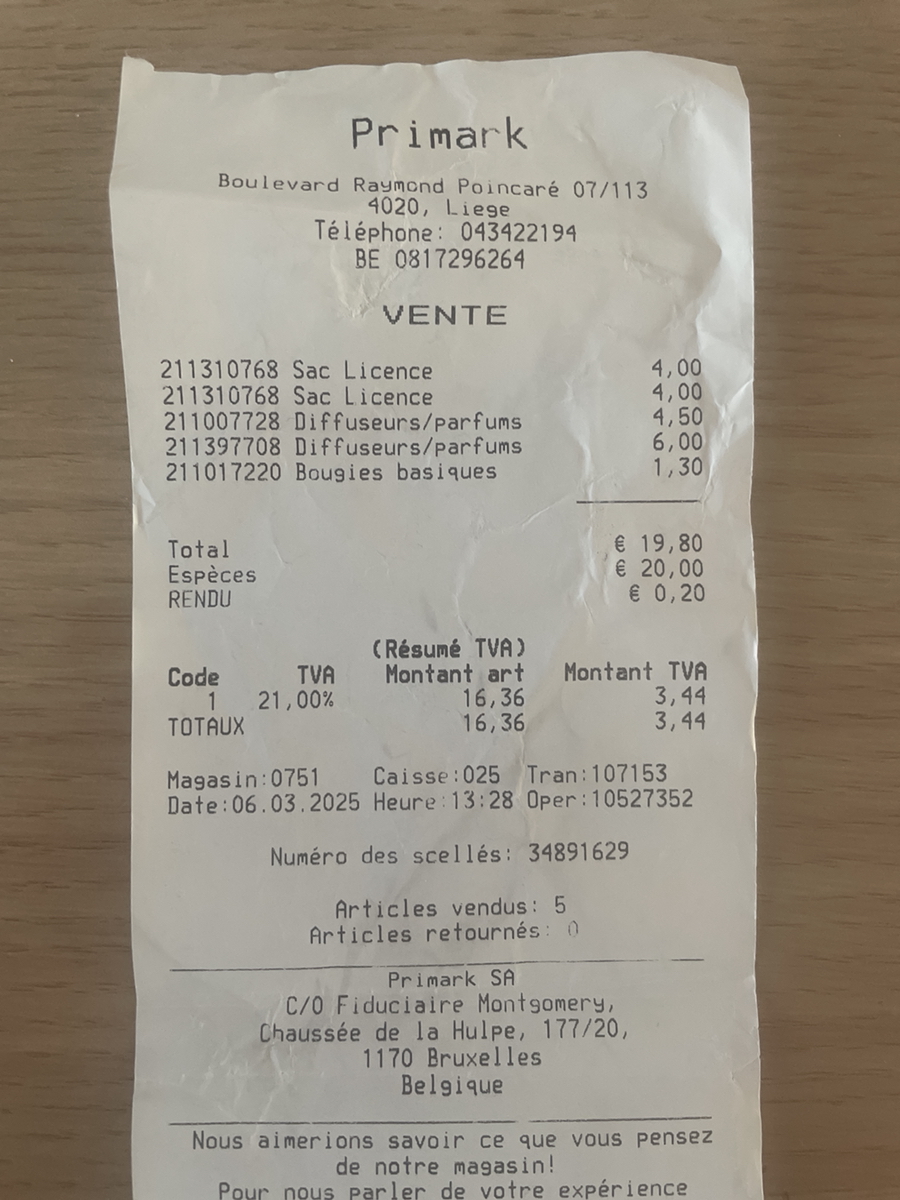 Primark
Boulevard Raymond Poincaré 07/113
4020, Liege
Téléphone: 043422194
BE 0817296264
VENTE
211310768 Sac Licence 4,00
211310768 Sac Licence 4,00
211007728 Diffuseurs/parfums 4,50
211397708 Diffuseurs/parfums 6,00
211017220 Bougies basiques 1,30
Total € 19,80
Espèces € 20,00
RENDU € 0,20
(Résumé TVA)
Code TVA Montant art Montant TVA
1 21,00% 16,36 3,44
TOTAUX 16,36 3,44
Magasin:0751 Caisse:025 Tran:107153
Date:06.03.2025 Heure:13:28 Oper:10527352
Numéro des scellés: 34891629
Articles vendus: 5
Articles retournés: 0
Primark SA
C/O Fiduciaire Montgomery,
Chaussée de la Hulpe, 177/20,
1170 Bruxelles
Belgique
Nous aimerions savoir ce que vous pensez
de notre magasin!
Pour nous parler de votre expérience